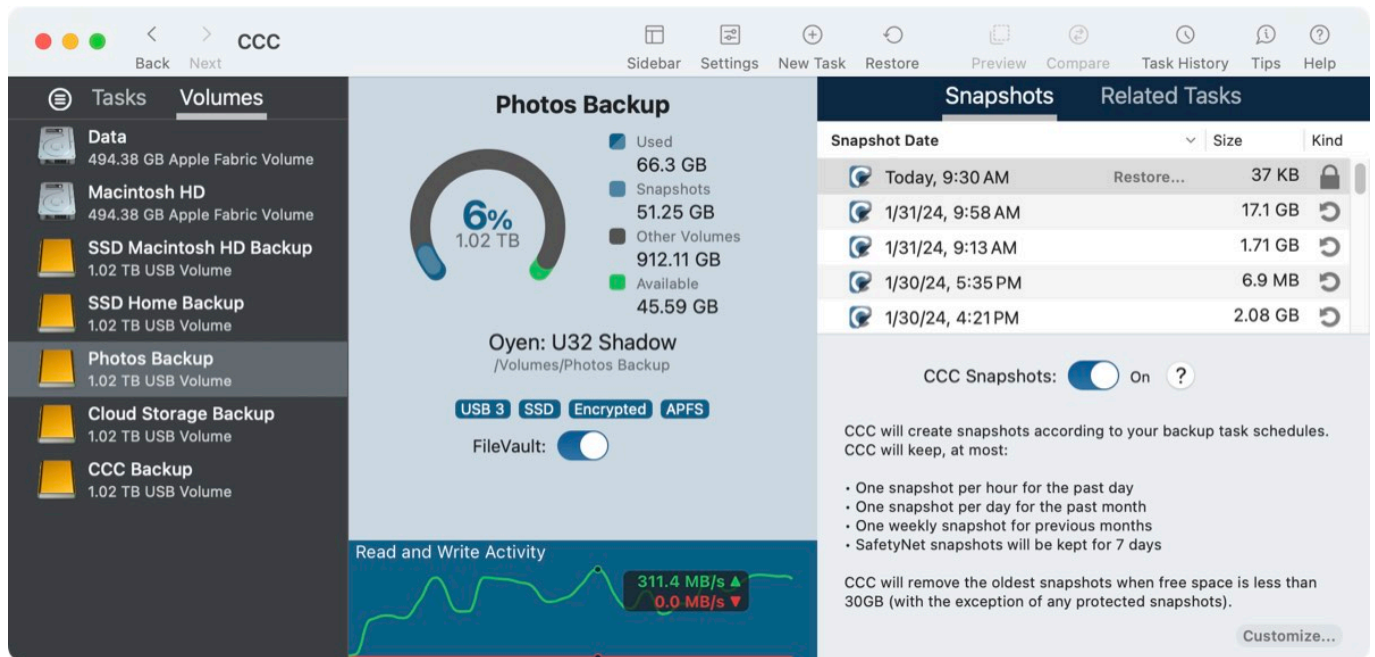 CCC
Back
Next
Sidebar
Settings
New Task
Restore
Preview
Compare
Task History
Tips
Help
Tasks
Volumes
Data
494.38 GB Apple Fabric Volume
Macintosh HD
494.38 GB Apple Fabric Volume
SSD Macintosh HD Backup
1.02 TB USB Volume
SSD Home Backup
1.02 TB USB Volume
Photos Backup
1.02 TB USB Volume
Cloud Storage Backup
1.02 TB USB Volume
CCC Backup
1.02 TB USB Volume
Photos Backup
6%
1.02 TB
Used
66.3 GB
Snapshots
51.25 GB
Other Volumes
912.11 GB
Available
45.59 GB
Oyen: U32 Shadow
/Volumes/Photos Backup
USB 3 SSD Encrypted APFS
FileVault:
Read and Write Activity
311.4 MB/s ▲
0.0 MB/s ▼
Snapshots
Related Tasks
Snapshot Date Size Kind
Today, 9:30 AM Restore... 37 KB
1/31/24, 9:58 AM 17.1 GB
1/31/24, 9:13 AM 1.71 GB
1/30/24, 5:35 PM 6.9 MB
1/30/24, 4:21 PM 2.08 GB
CCC Snapshots: On ?
CCC will create snapshots according to your backup task schedules.
CCC will keep, at most:
• One snapshot per hour for the past day
• One snapshot per day for the past month
• One weekly snapshot for previous months
• SafetyNet snapshots will be kept for 7 days
CCC will remove the oldest snapshots when free space is less than
30GB (with the exception of any protected snapshots).
Customize...